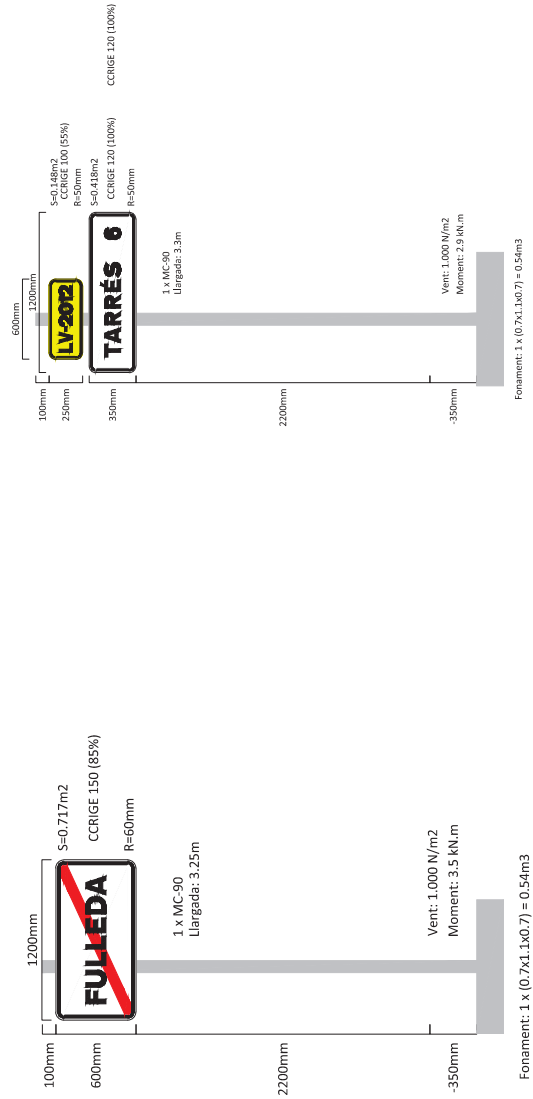 600mm
1200mm
100mm
250mm
350mm
2200mm
-350mm
LV-2012
TARRÉS 6
S=0.148m2
CCRIGE 100 (55%)
R=50mm
S=0.418m2
CCRIGE 120 (100%)
CCRIGE 120 (100%)
R=50mm
1 x MC-90
Llargada: 3.3m
Vent: 1.000 N/m2
Moment: 2.9 kN.m
Fonament: 1 x (0.7x1.1x0.7) = 0.54m3
1200mm
100mm
600mm
2200mm
-350mm
FULLEDA
S=0.717m2
CCRIGE 150 (85%)
R=60mm
1 x MC-90
Llargada: 3.25m
Vent: 1.000 N/m2
Moment: 3.5 kN.m
Fonament: 1 x (0.7x1.1x0.7) = 0.54m3